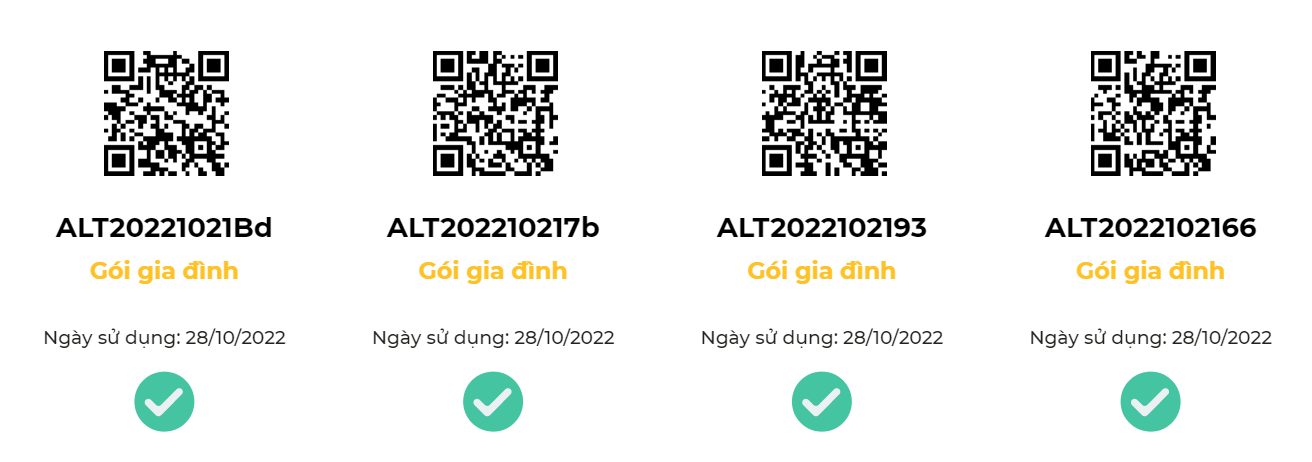 ALT20221021Bd
Gói gia đình
Ngày sử dụng: 28/10/2022
ALT202210217b
Gói gia đình
Ngày sử dụng: 28/10/2022
ALT2022102193
Gói gia đình
Ngày sử dụng: 28/10/2022
ALT2022102166
Gói gia đình
Ngày sử dụng: 28/10/2022